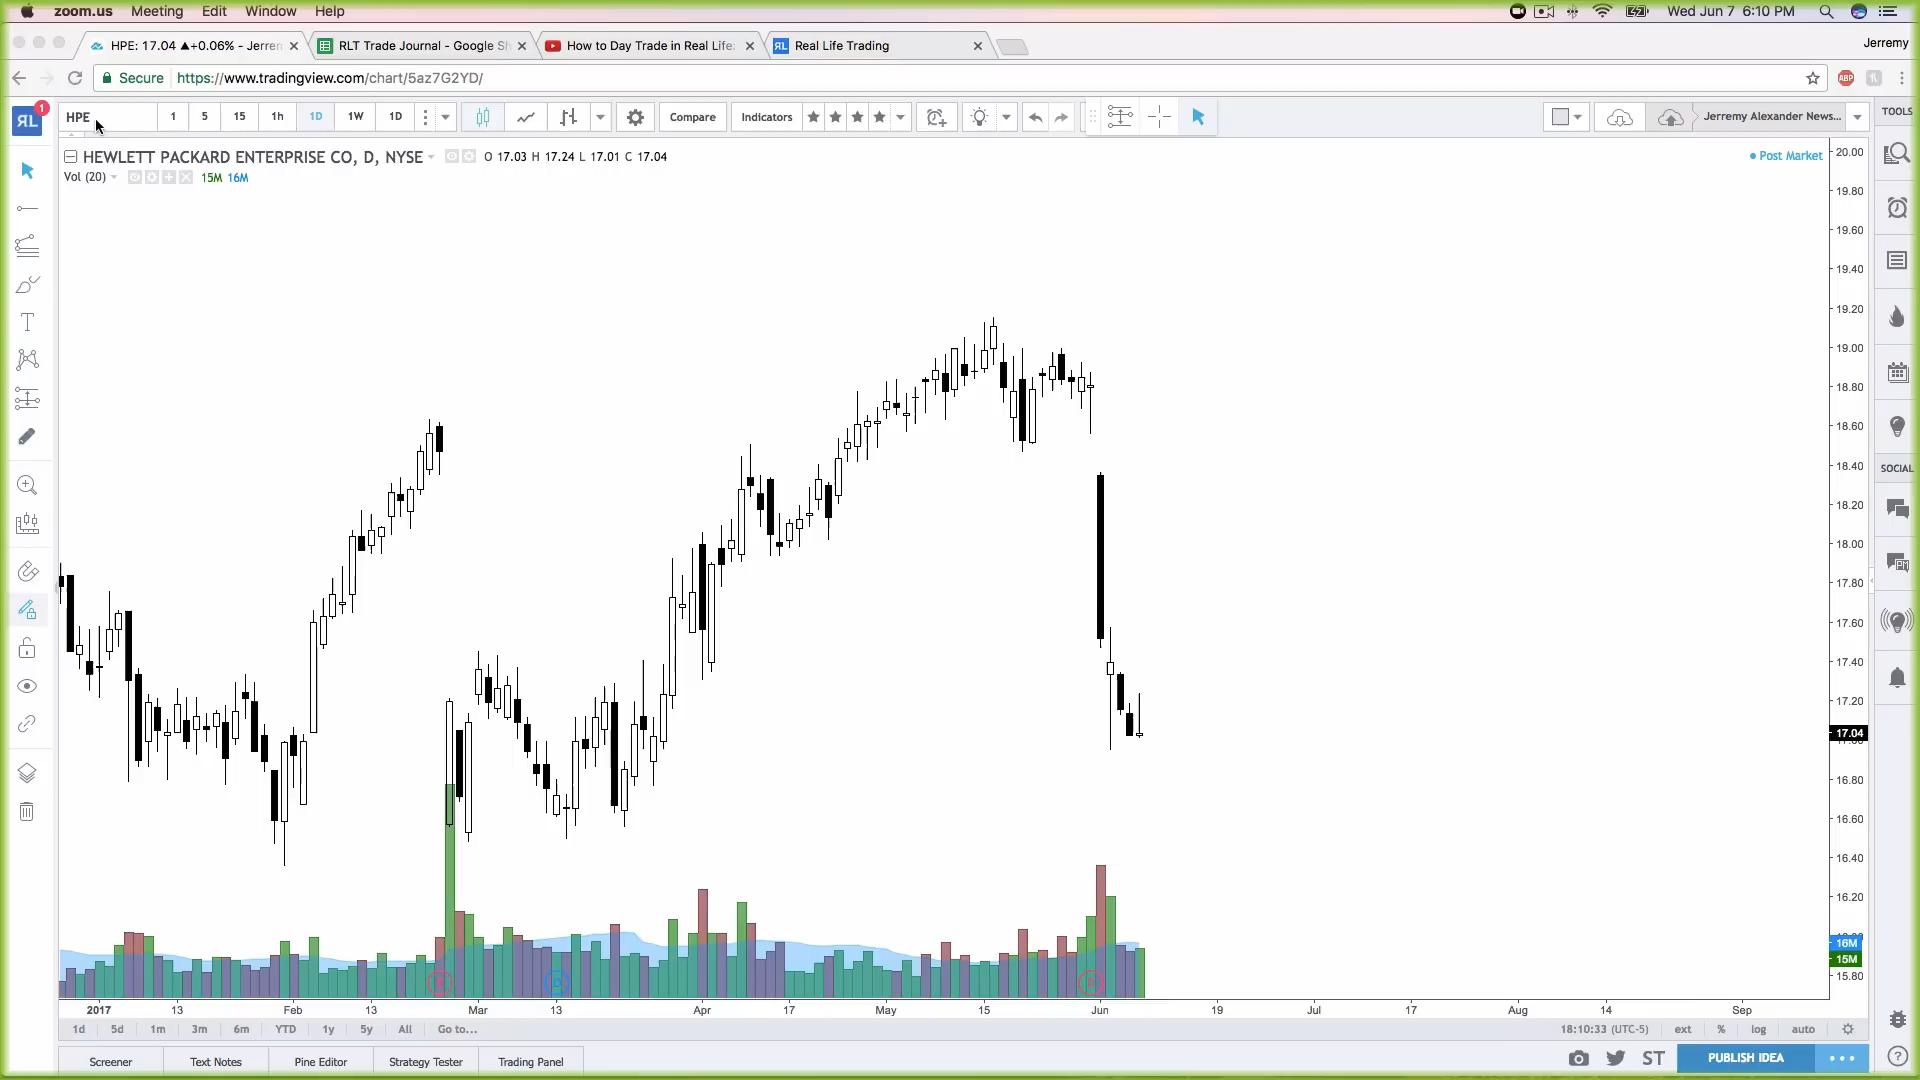 zoom.us Meeting Edit Window Help Wed Jun 7 6:10 PM
HPE: 17.04 ▲+0.06% - Jerren RLT Trade Journal - Google Sh How to Day Trade in Real Life: Real Life Trading Jerremy
Secure https://www.tradingview.com/chart/5az7G2YD/ ABP
RL 1 HPE 1 5 15 1h 1D 1W 1D Compare Indicators Jerremy Alexander News... TOOLS
HEWLETT PACKARD ENTERPRISE CO, D, NYSE O 17.03 H 17.24 L 17.01 C 17.04 Post Market
Vol (20) 15M 16M
20.00
19.80
19.60
19.40
19.20
19.00
18.80
18.60
18.40
SOCIAL
18.20
18.00
17.80
17.60
17.40
17.20
17.04
16.80
16.60
16.40
16.20
16M
15M
15.80
2017 13 Feb 13 Mar 13 Apr 17 May 15 Jun 19 Jul 17 Aug 14 Sep
1d 5d 1m 3m 6m YTD 1y 5y All Go to... 18:10:33 (UTC-5) ext % log auto
Screener Text Notes Pine Editor Strategy Tester Trading Panel ST PUBLISH IDEA